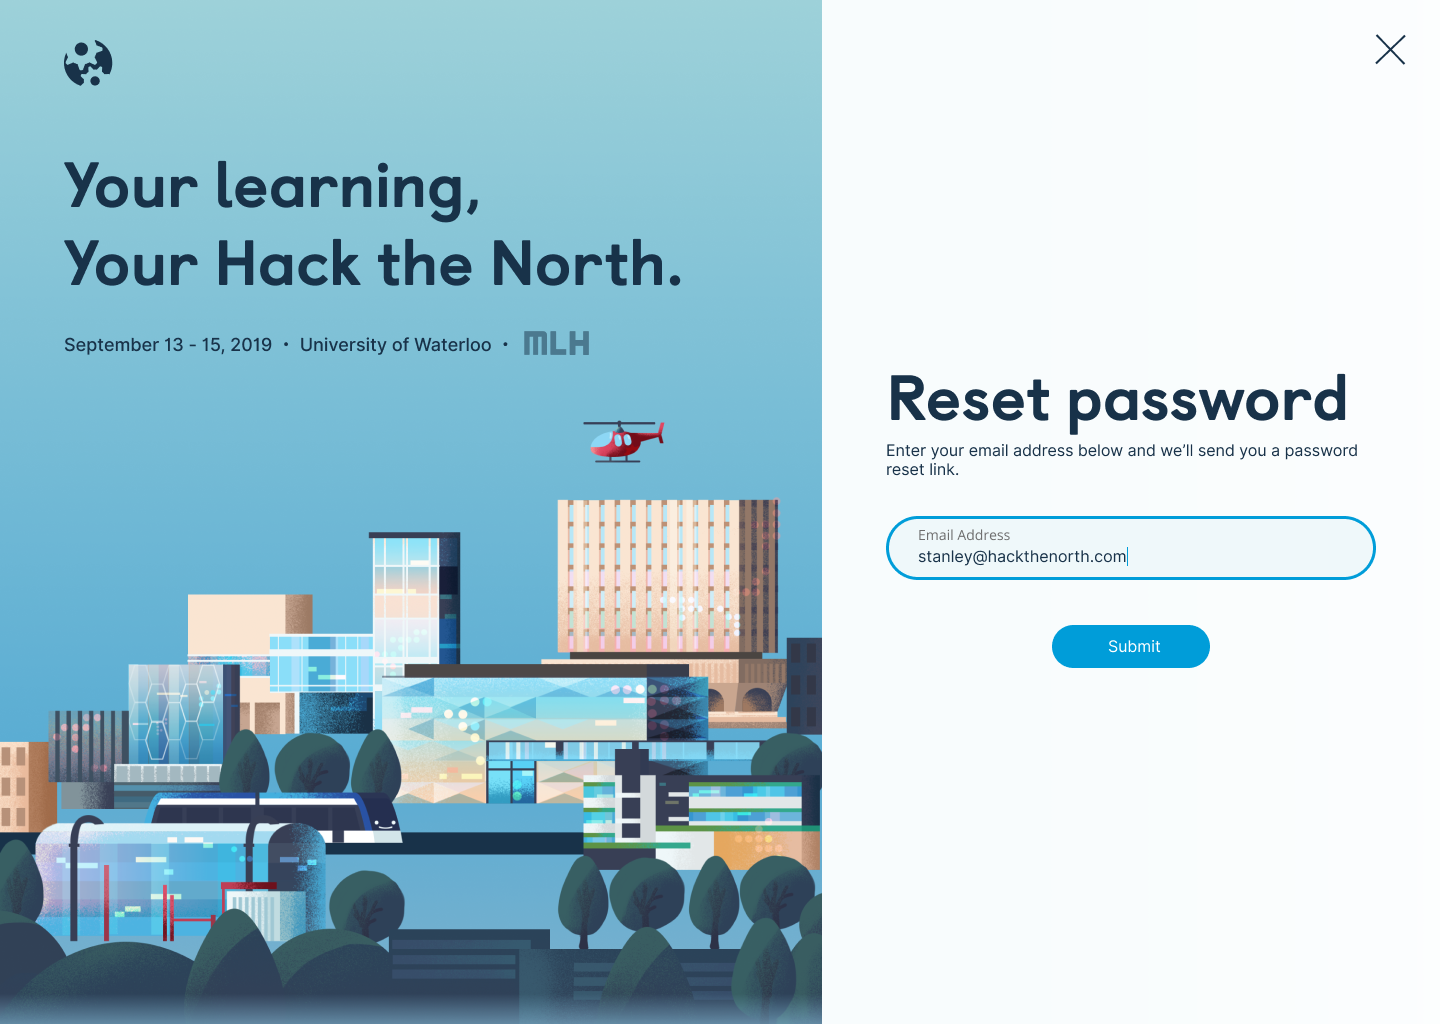 Your learning,
Your Hack the North.
September 13 - 15, 2019 • University of Waterloo • MLH
Reset password
Enter your email address below and we’ll send you a password
reset link.
Email Address
stanley@hackthenorth.com
Submit